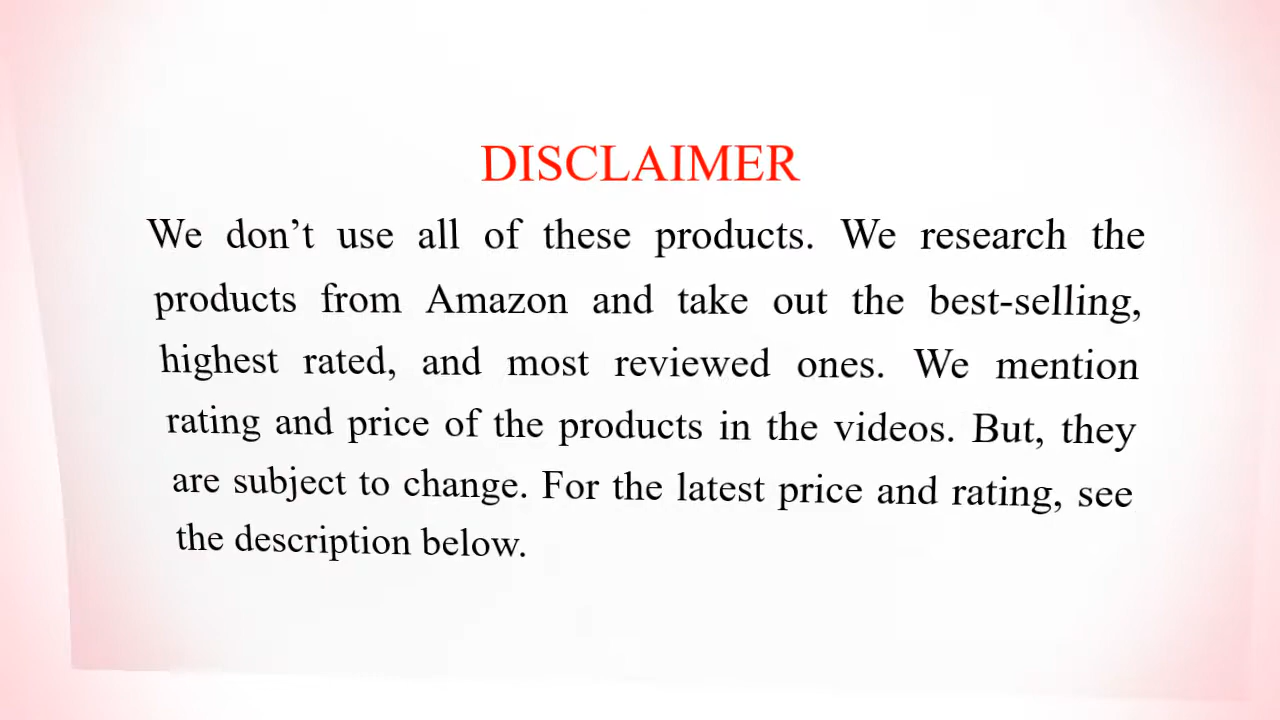 DISCLAIMER
We don’t use all of these products. We research the
products from Amazon and take out the best-selling,
highest rated, and most reviewed ones. We mention
rating and price of the products in the videos. But, they
are subject to change. For the latest price and rating, see
the description below.